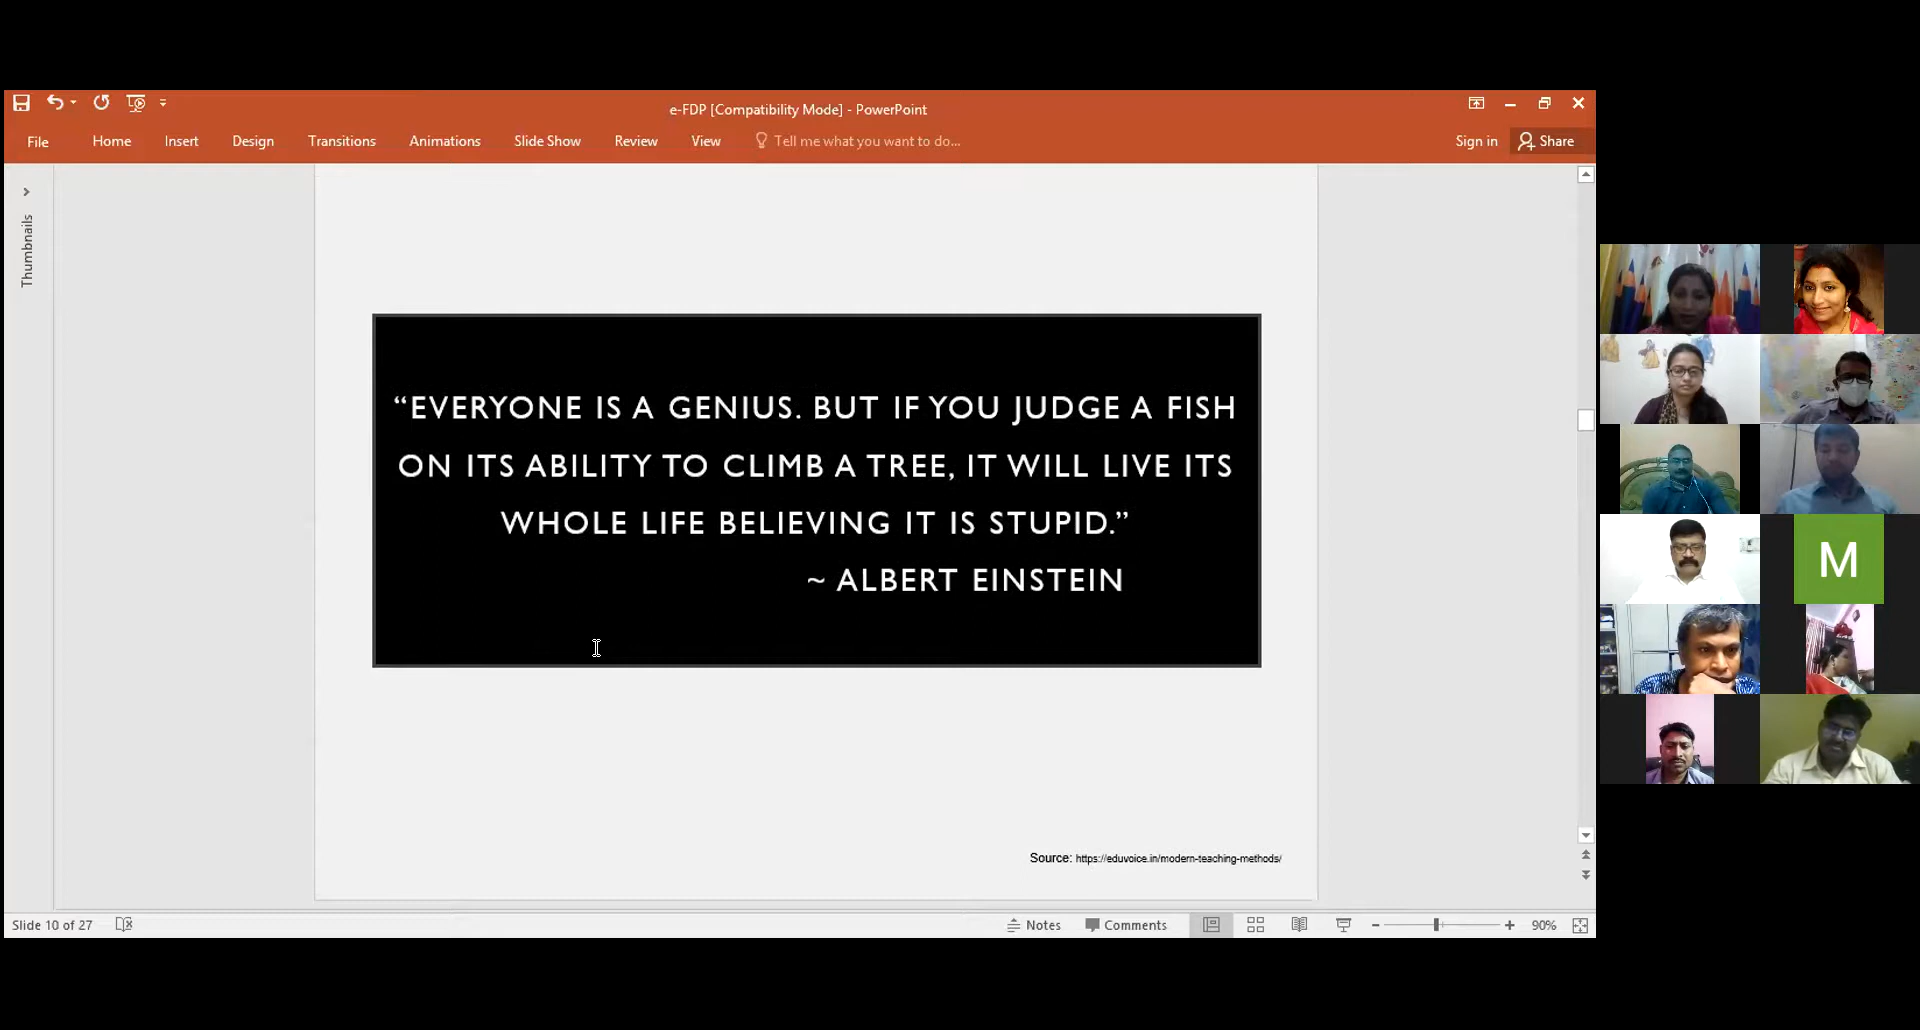 e-FDP [Compatibility Mode] - PowerPoint
File Home Insert Design Transitions Animations Slide Show Review View Tell me what you want to do... Sign in Share
Thumbnails
“EVERYONE IS A GENIUS. BUT IF YOU JUDGE A FISH
ON ITS ABILITY TO CLIMB A TREE, IT WILL LIVE ITS
WHOLE LIFE BELIEVING IT IS STUPID.”
~ ALBERT EINSTEIN
M
Source: https://eduvoice.in/modern-teaching-methods/
Slide 10 of 27 Notes Comments 90%